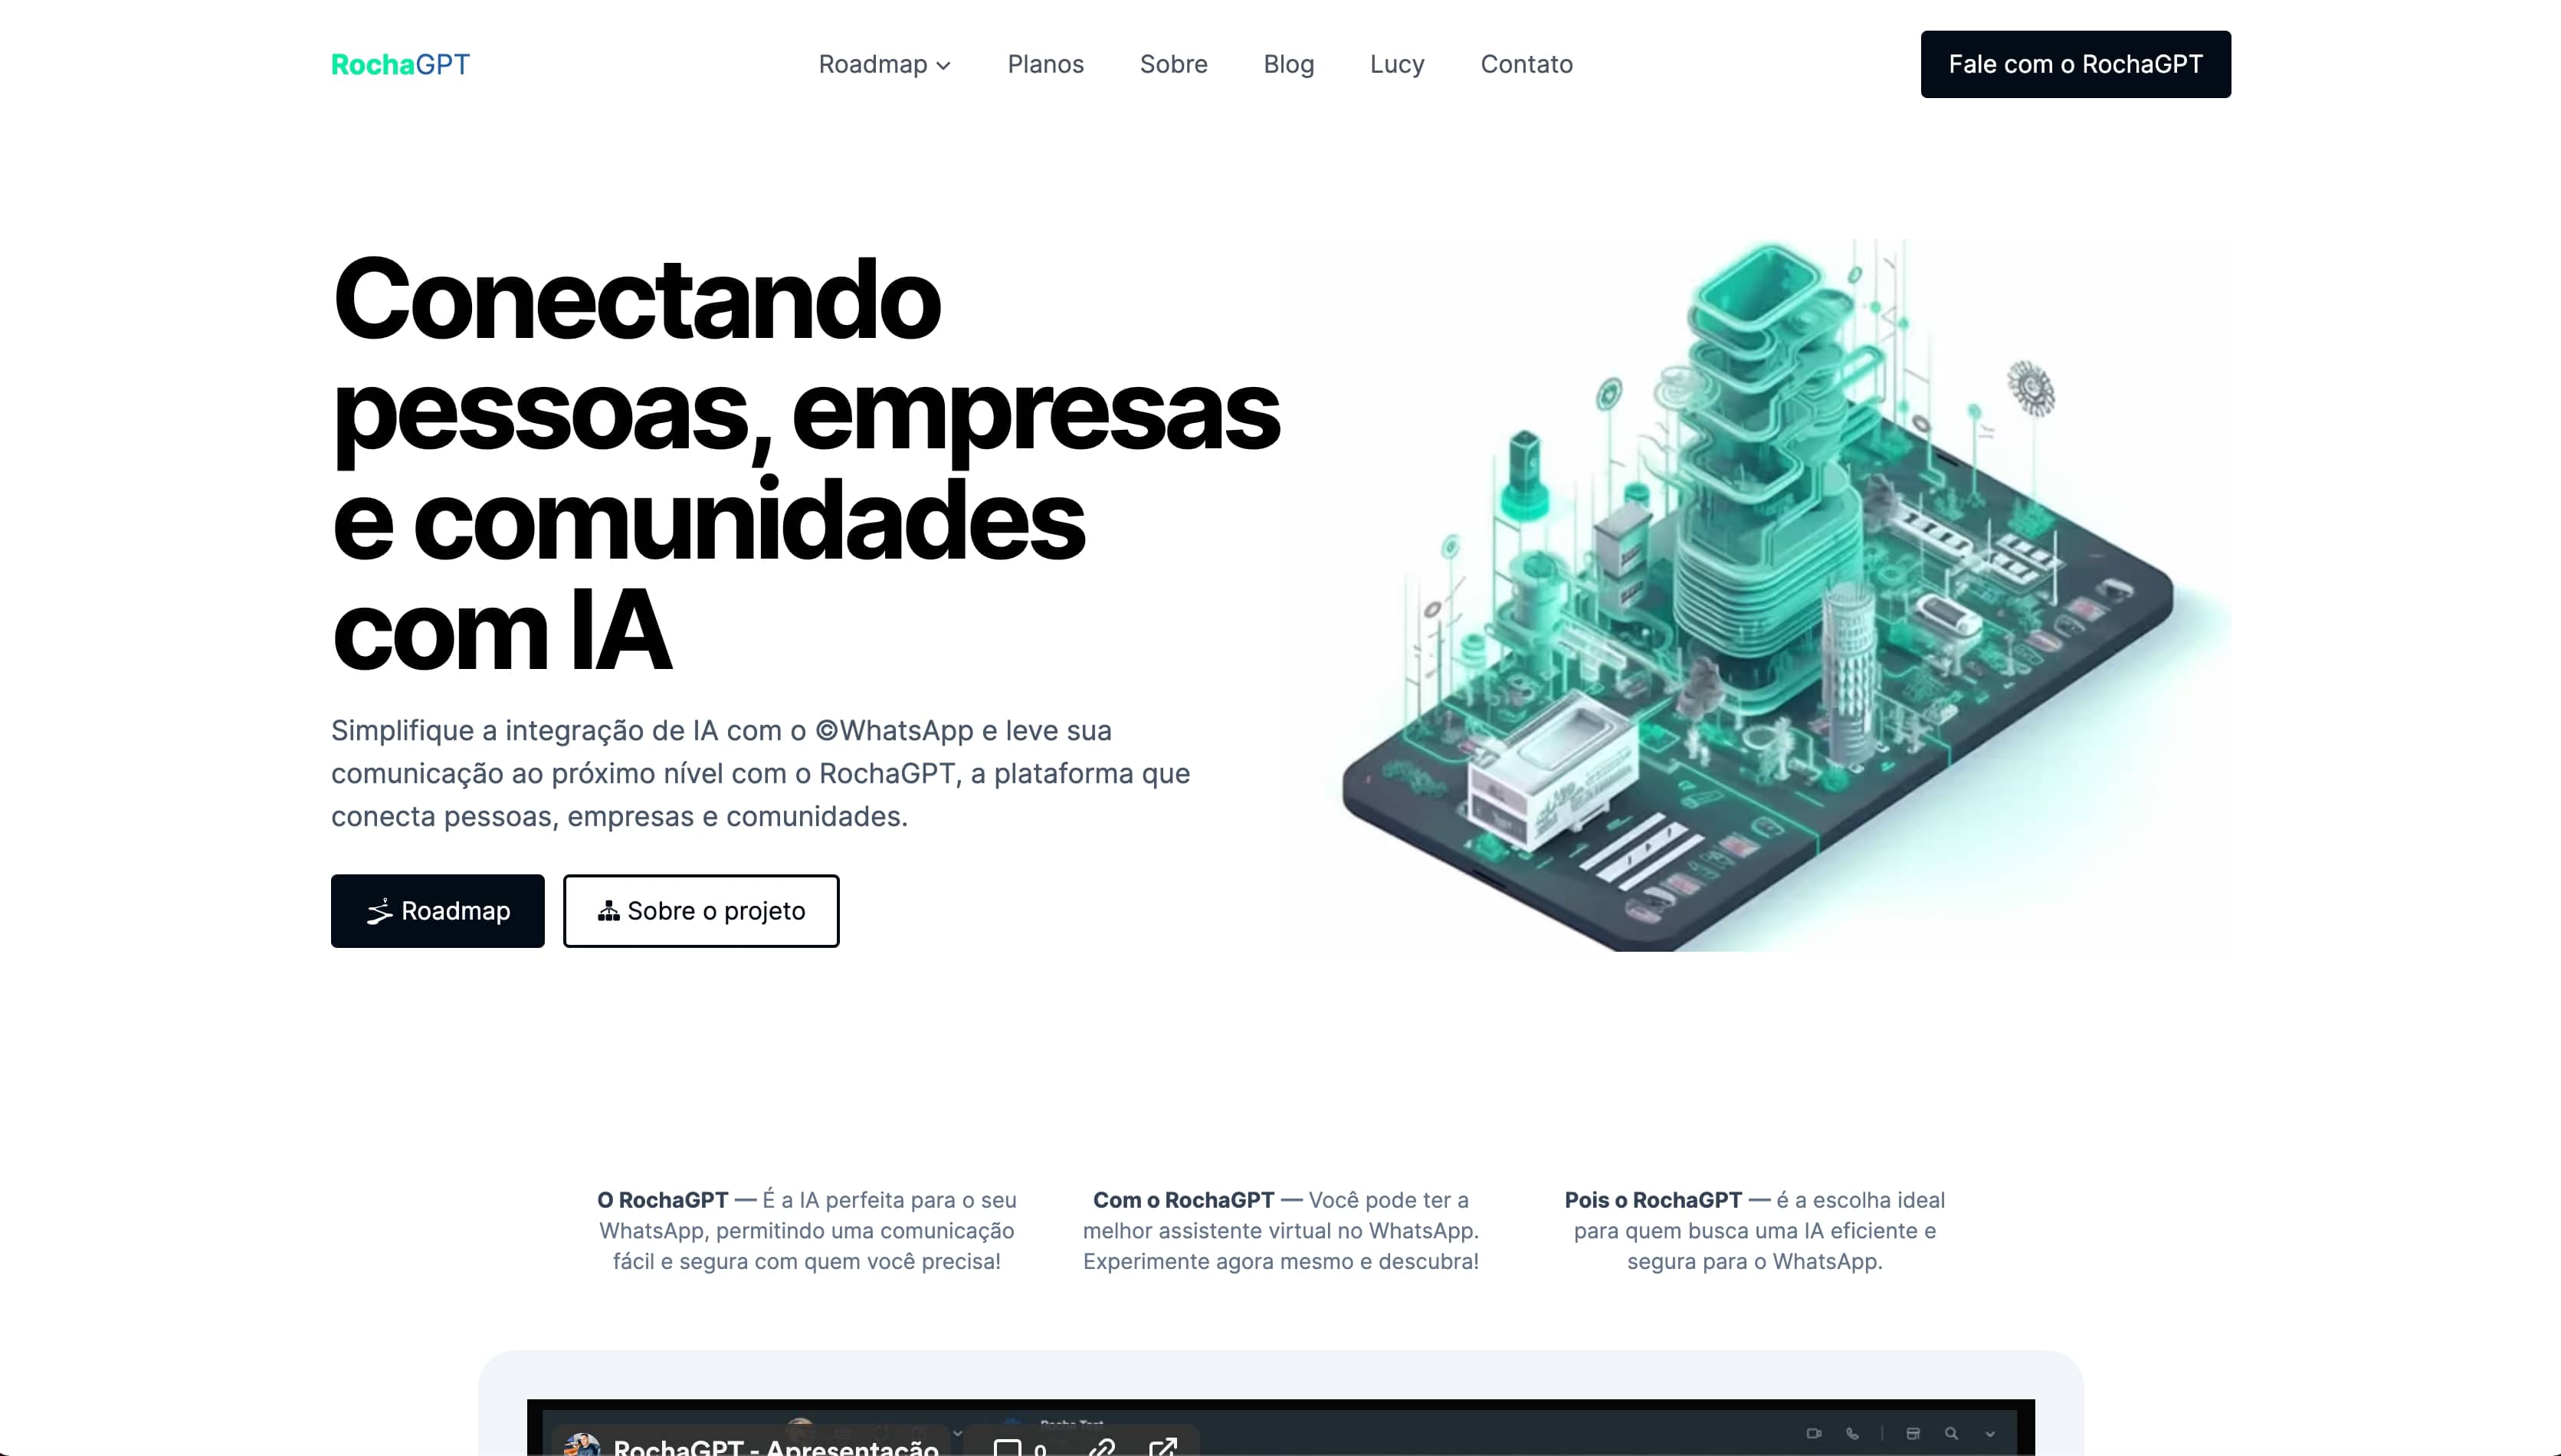 RochaGPT
Roadmap
Planos
Sobre
Blog
Lucy
Contato
Fale com o RochaGPT
Conectando
pessoas, empresas
e comunidades
com IA
Simplifique a integração de IA com o ©WhatsApp e leve sua
comunicação ao próximo nível com o RochaGPT, a plataforma que
conecta pessoas, empresas e comunidades.
Roadmap
Sobre o projeto
O RochaGPT — É a IA perfeita para o seu
WhatsApp, permitindo uma comunicação
fácil e segura com quem você precisa!
Com o RochaGPT — Você pode ter a
melhor assistente virtual no WhatsApp.
Experimente agora mesmo e descubra!
Pois o RochaGPT — é a escolha ideal
para quem busca uma IA eficiente e
segura para o WhatsApp.
RochaGPT - Apresentação
0